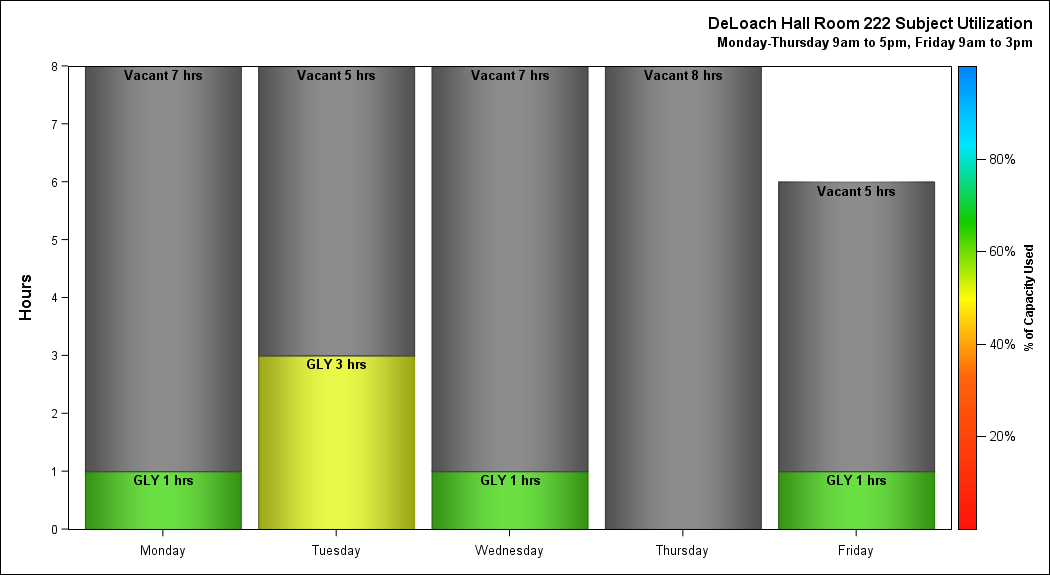 DeLoach Hall Room 222 Subject Utilization
Monday-Thursday 9am to 5pm, Friday 9am to 3pm
Hours
8
7
6
5
4
3
2
1
0
Vacant 7 hrs
Vacant 5 hrs
Vacant 7 hrs
Vacant 8 hrs
Vacant 5 hrs
GLY 1 hrs
GLY 3 hrs
GLY 1 hrs
GLY 1 hrs
Monday
Tuesday
Wednesday
Thursday
Friday
80%
60%
40%
20%
% of Capacity Used